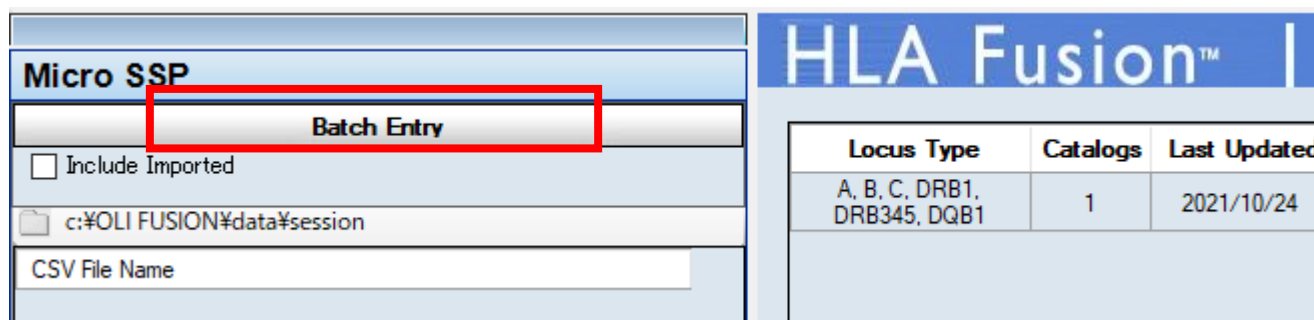 Micro SSP
Batch Entry
Include Imported
c:¥OLI FUSION¥data¥session
CSV File Name
HLA Fusion™ |
Locus Type Catalogs Last Updated
A, B, C, DRB1,
DRB345, DQB1 1 2021/10/24